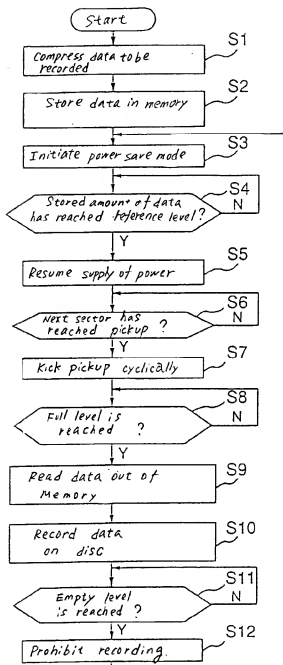 Start
S1
Compress data to be
recorded
S2
Store data in memory
S3
Initiate power save mode
S4
Stored amount of data
has reached reference level?
N
Y
S5
Resume supply of power
S6
Next sector has
reached pickup ?
N
Y
S7
Kick pickup cyclically
S8
Full level is
reached ?
N
Y
S9
Read data out of
Memory
S10
Record data
on disc
S11
Empty level
is reached ?
N
Y
S12
Prohibit recording